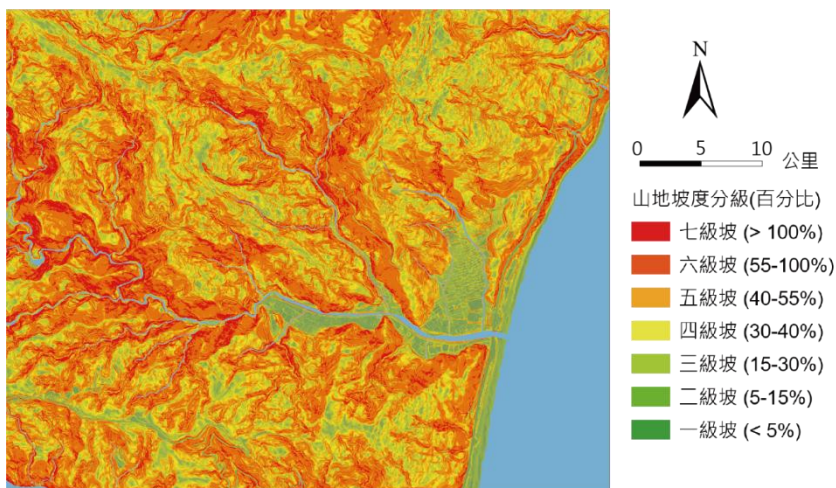 N
0 5 10 公里
山地坡度分級(百分比)
七級坡 (> 100%)
六級坡 (55-100%)
五級坡 (40-55%)
四級坡 (30-40%)
三級坡 (15-30%)
二級坡 (5-15%)
一級坡 (< 5%)